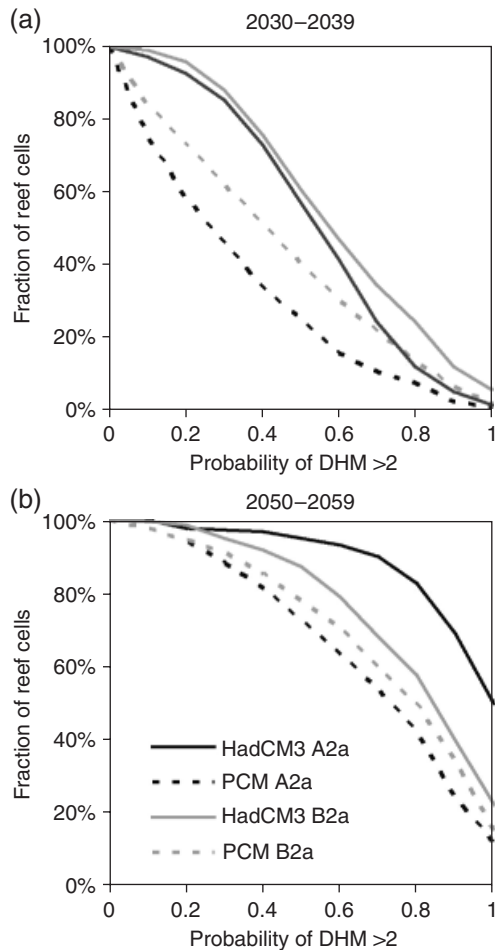 (a)
2030–2039
100%
80%
60%
40%
20%
0%
Fraction of reef cells
0 0.2 0.4 0.6 0.8 1
Probability of DHM >2
(b)
2050–2059
100%
80%
60%
40%
20%
0%
Fraction of reef cells
HadCM3 A2a
PCM A2a
HadCM3 B2a
PCM B2a
0 0.2 0.4 0.6 0.8 1
Probability of DHM >2